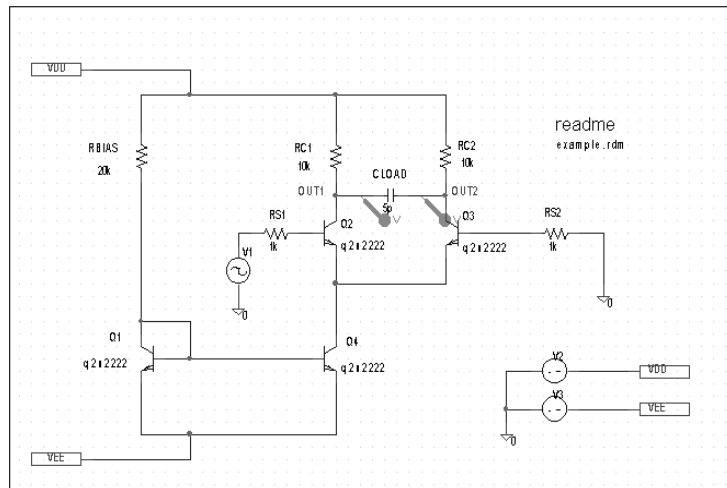 VDD
RBIAS
20k
RC1
10k
RC2
10k
readme
example.rdm
CLOAD
5p
OUT1
OUT2
V
V
RS1
1k
Q2
q2n2222
Q3
q2n2222
RS2
1k
V1
0
0
Q1
q2n2222
Q4
q2n2222
V2
VDD
V3
VEE
0
VEE